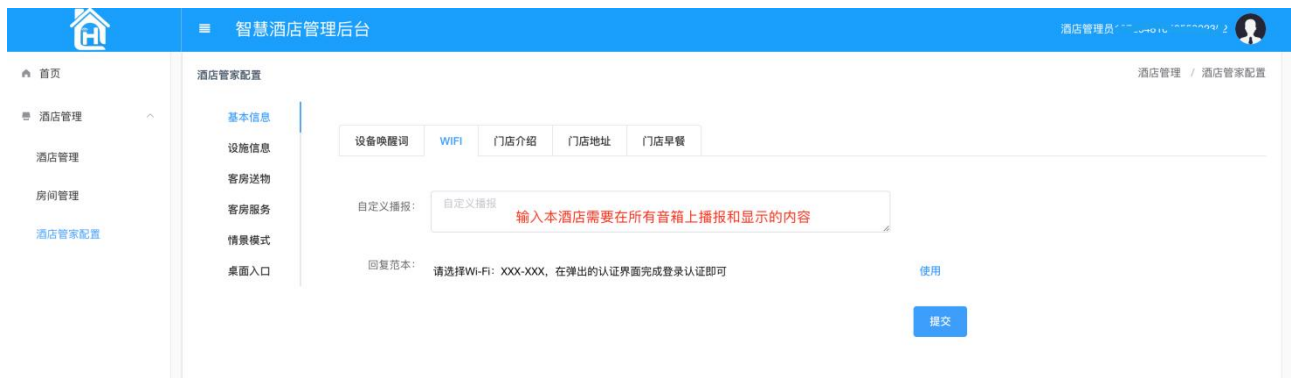 智慧酒店管理后台
酒店管理员
首页
酒店管家配置
酒店管理 / 酒店管家配置
酒店管理
酒店管理
房间管理
酒店管家配置
基本信息
设施信息
客房送物
客房服务
情景模式
桌面入口
设备唤醒词 WIFI 门店介绍 门店地址 门店早餐
自定义播报:
自定义播报
输入本酒店需要在所有音箱上播报和显示的内容
回复范本:
请选择Wi-Fi:XXX-XXX,在弹出的认证界面完成登录认证即可
使用
提交